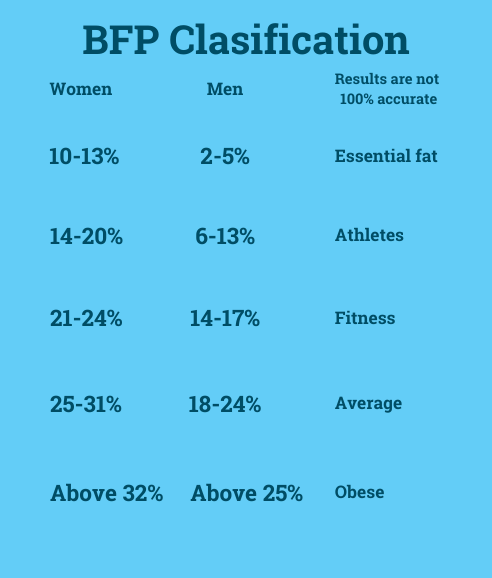 BFP Clasification
Women Men Results are not
100% accurate
10-13% 2-5% Essential fat
14-20% 6-13% Athletes
21-24% 14-17% Fitness
25-31% 18-24% Average
Above 32% Above 25% Obese